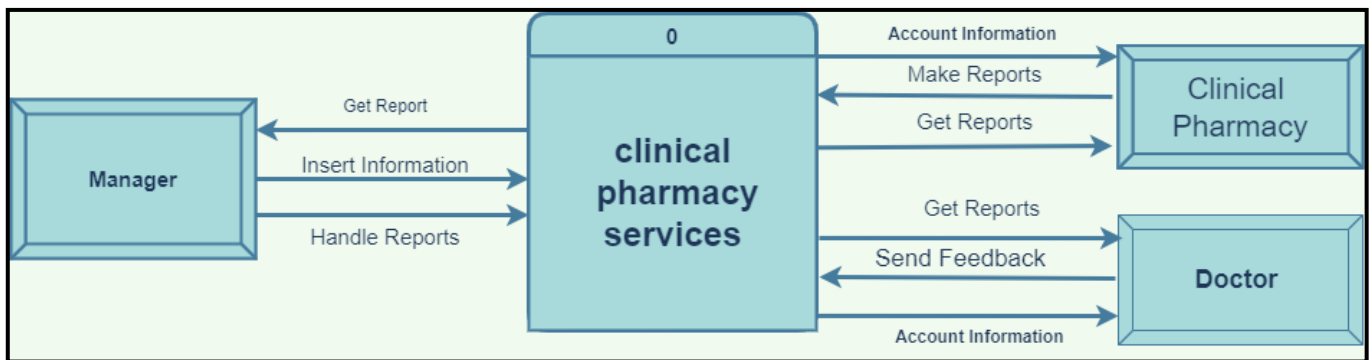 0
Account Information
Make Reports
Get Reports
Clinical
Pharmacy
Get Report
Insert Information
Handle Reports
Manager
clinical
pharmacy
services
Get Reports
Send Feedback
Account Information
Doctor